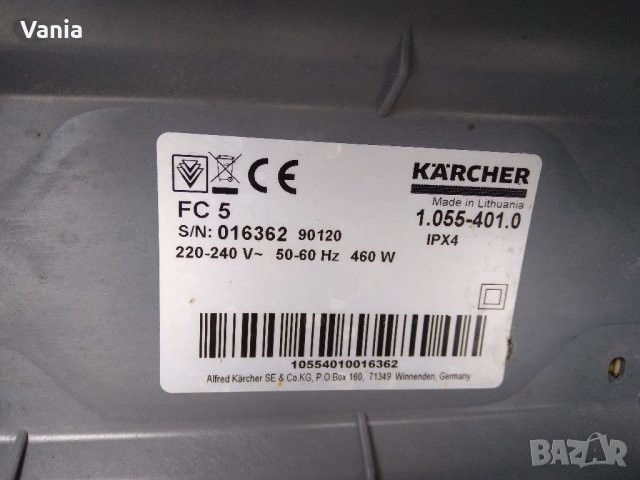 Vania
CE
KÄRCHER
Made in Lithuania
FC 5
1.055-401.0
S/N: 016362 90120
IPX4
220-240 V~ 50-60 Hz 460 W
10554010016362
Alfred Kärcher SE & Co.KG, P.O.Box 160, 71349 Winnenden, Germany
BAZAR